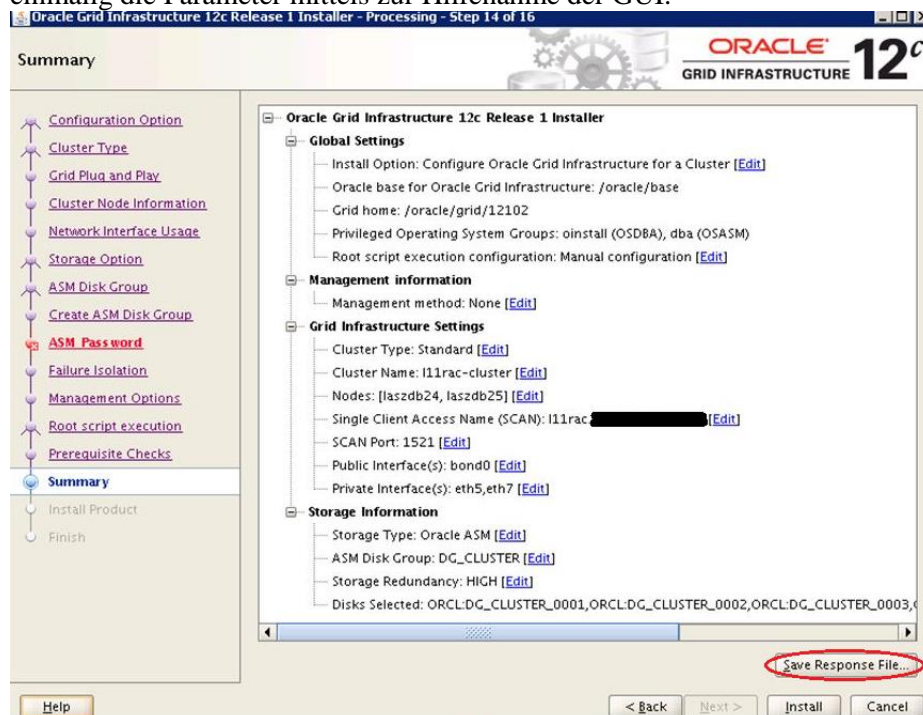 einmalig die Parameter mittels zur Hilfenahme der GUI.
Oracle Grid Infrastructure 12c Release 1 Installer - Processing - Step 14 of 16
Summary
ORACLE
GRID INFRASTRUCTURE
12c
Configuration Option
Cluster Type
Grid Plug and Play
Cluster Node Information
Network Interface Usage
Storage Option
ASM Disk Group
Create ASM Disk Group
ASM Password
Failure Isolation
Management Options
Root script execution
Prerequisite Checks
Summary
Install Product
Finish
Oracle Grid Infrastructure 12c Release 1 Installer
Global Settings
Install Option: Configure Oracle Grid Infrastructure for a Cluster [Edit]
Oracle base for Oracle Grid Infrastructure: /oracle/base
Grid home: /oracle/grid/12102
Privileged Operating System Groups: oinstall (OSDBA), dba (OSASM)
Root script execution configuration: Manual configuration [Edit]
Management information
Management method: None [Edit]
Grid Infrastructure Settings
Cluster Type: Standard [Edit]
Cluster Name: l11rac-cluster [Edit]
Nodes: [laszdb24, laszdb25] [Edit]
Single Client Access Name (SCAN): l11rac [Edit]
SCAN Port: 1521 [Edit]
Public Interface(s): bond0 [Edit]
Private Interface(s): eth5,eth7 [Edit]
Storage Information
Storage Type: Oracle ASM [Edit]
ASM Disk Group: DG_CLUSTER [Edit]
Storage Redundancy: HIGH [Edit]
Disks Selected: ORCL:DG_CLUSTER_0001,ORCL:DG_CLUSTER_0002,ORCL:DG_CLUSTER_0003,
Save Response File...
Help
< Back
Next >
Install
Cancel